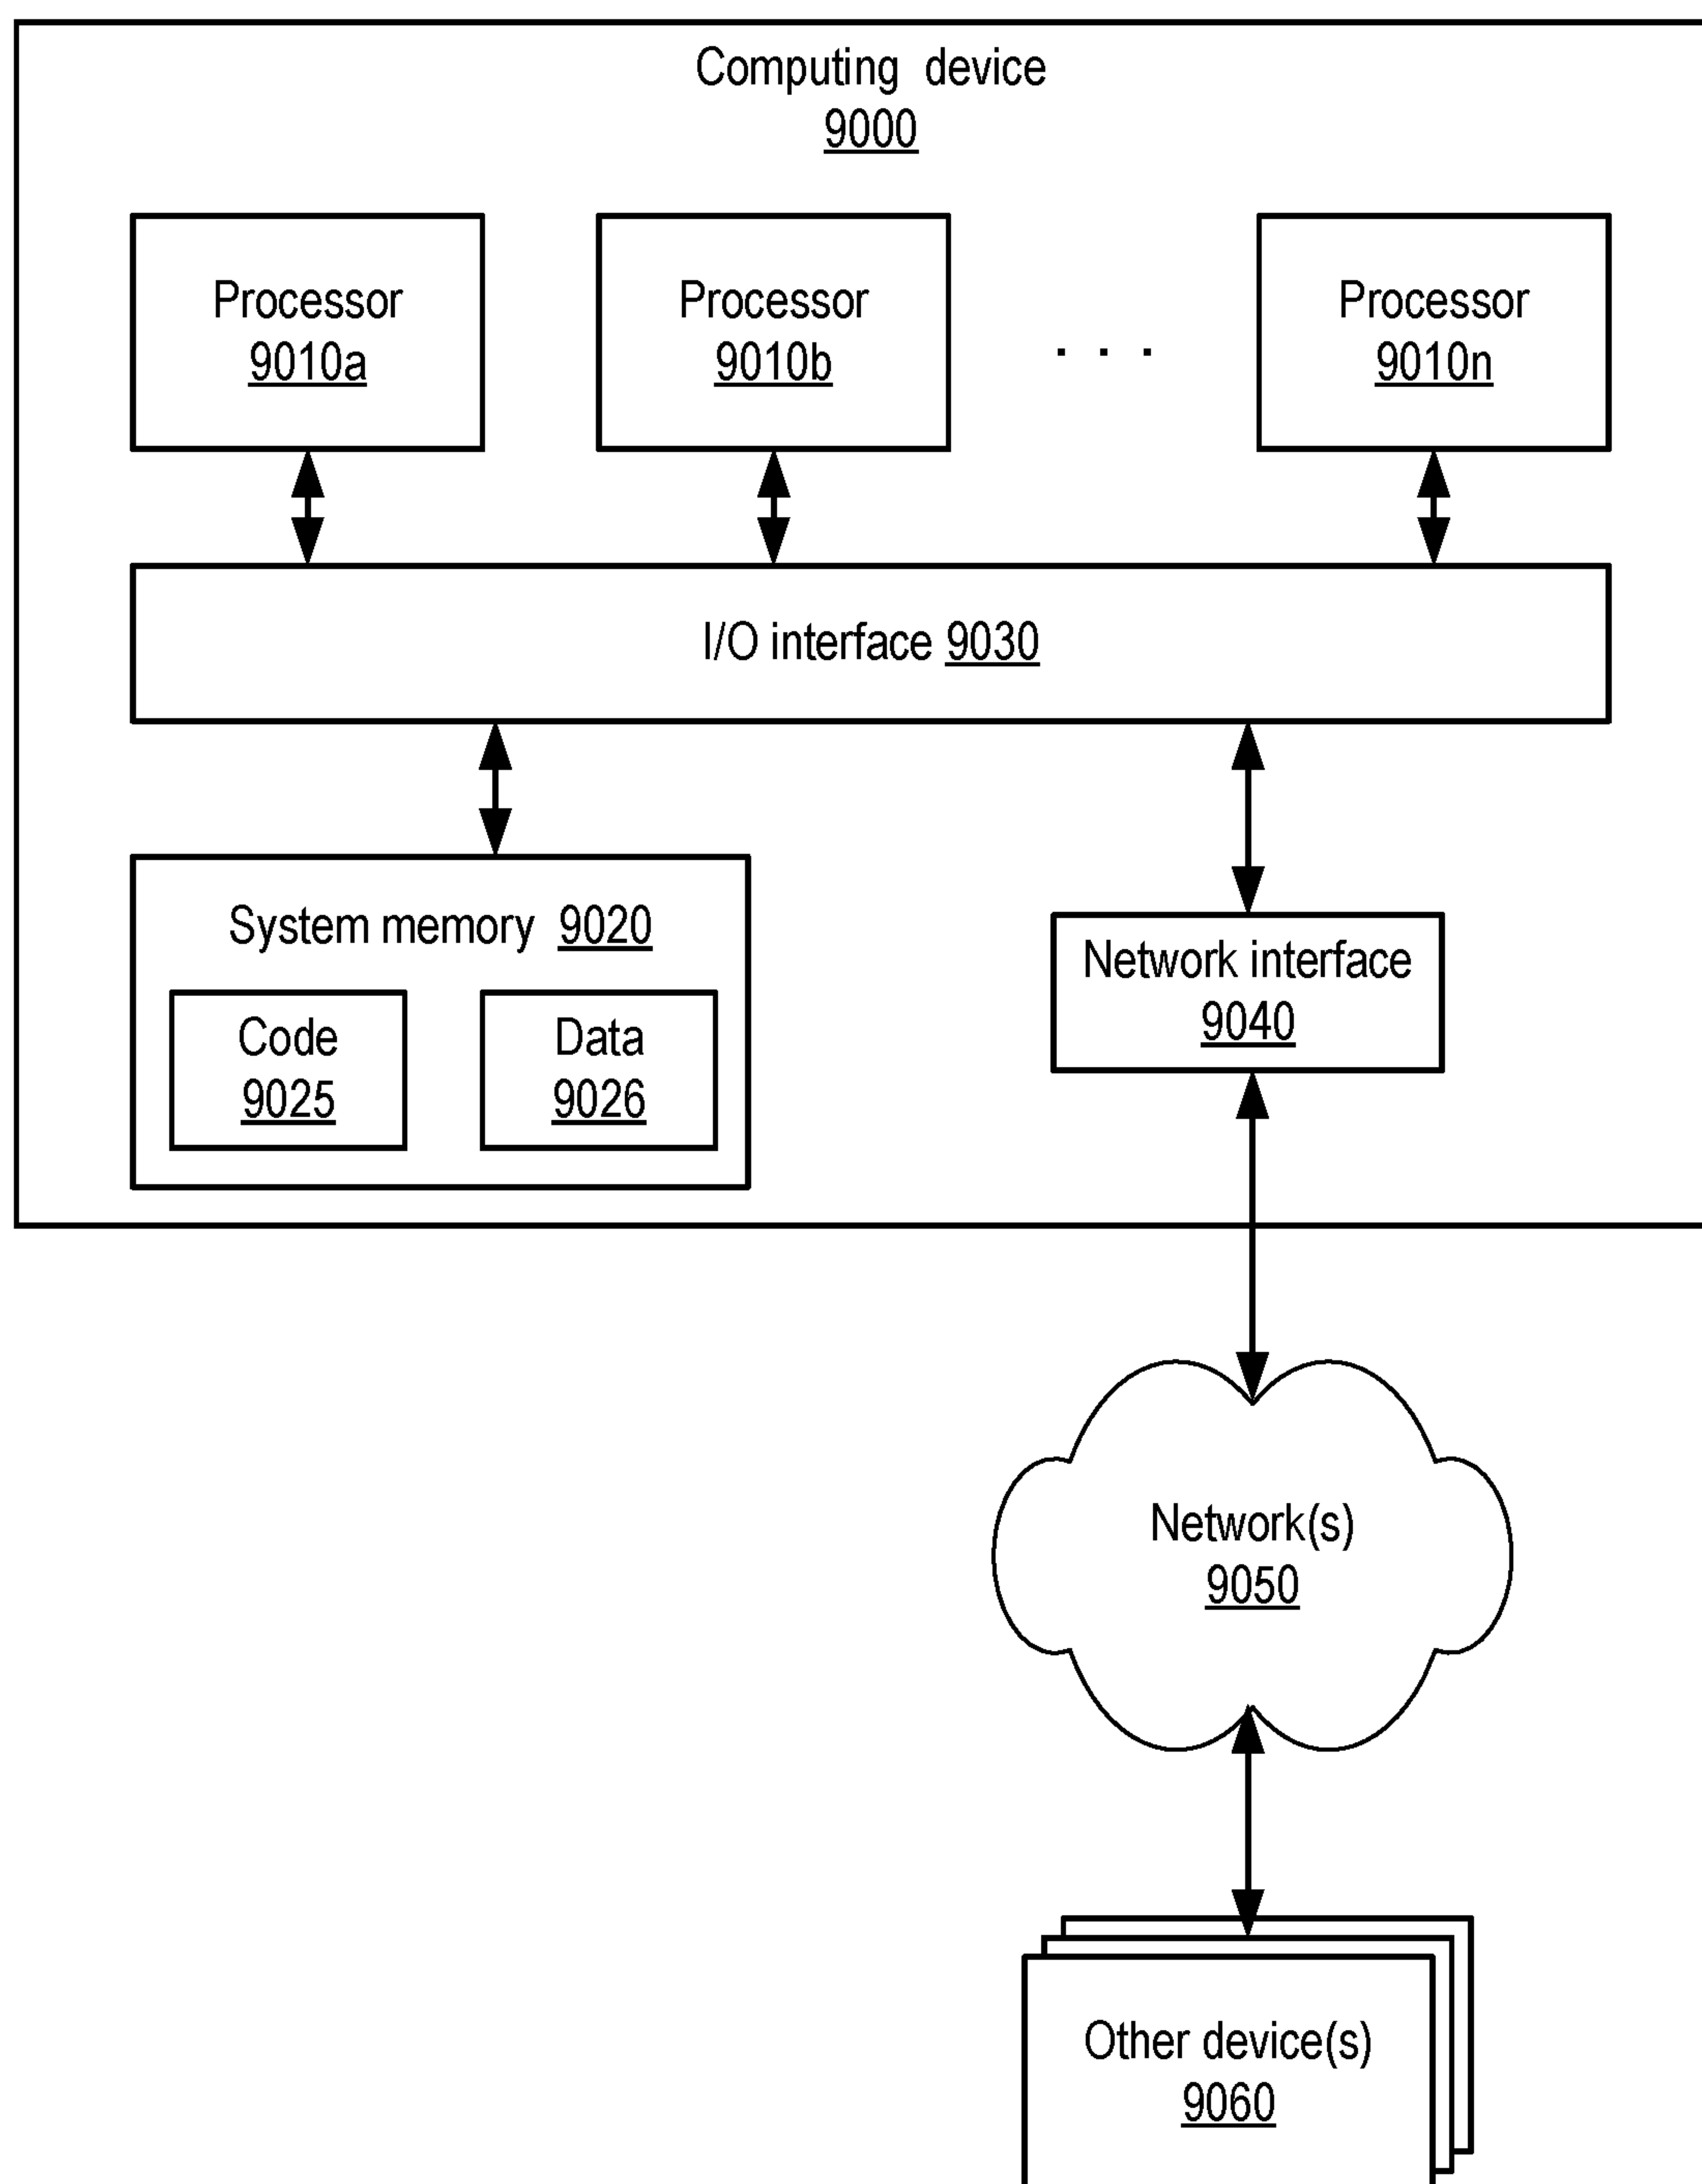 Computing device
9000
Processor
9010a
Processor
9010b
. . .
Processor
9010n
I/O interface 9030
System memory 9020
Code
9025
Data
9026
Network interface
9040
Network(s)
9050
Other device(s)
9060